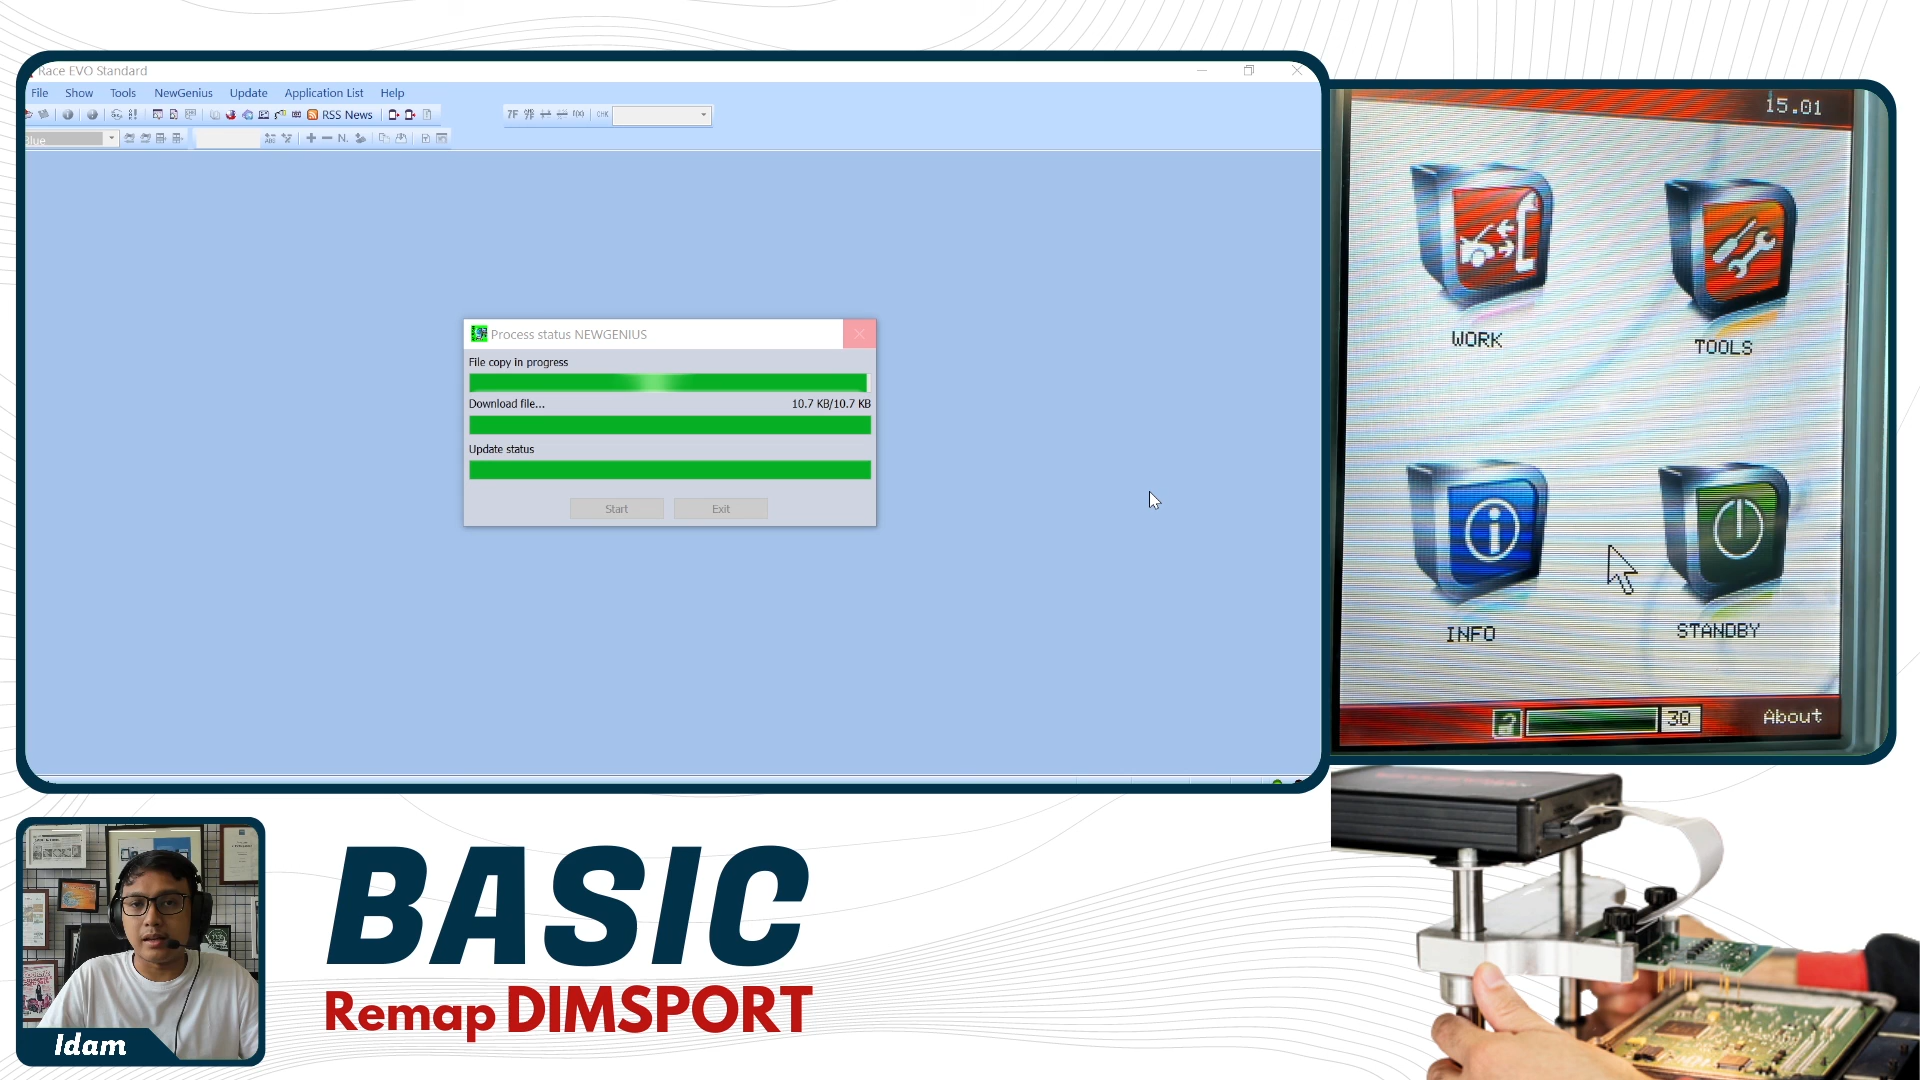 Race EVO Standard
File Show Tools NewGenius Update Application List Help
RSS News
7F
CHK
N.
Process status NEWGENIUS
File copy in progress
Download file... 10.7 KB/10.7 KB
Update status
Start Exit
15.01
WORK
TOOLS
INFO
STANDBY
30
About
Idam
BASIC
Remap DIMSPORT